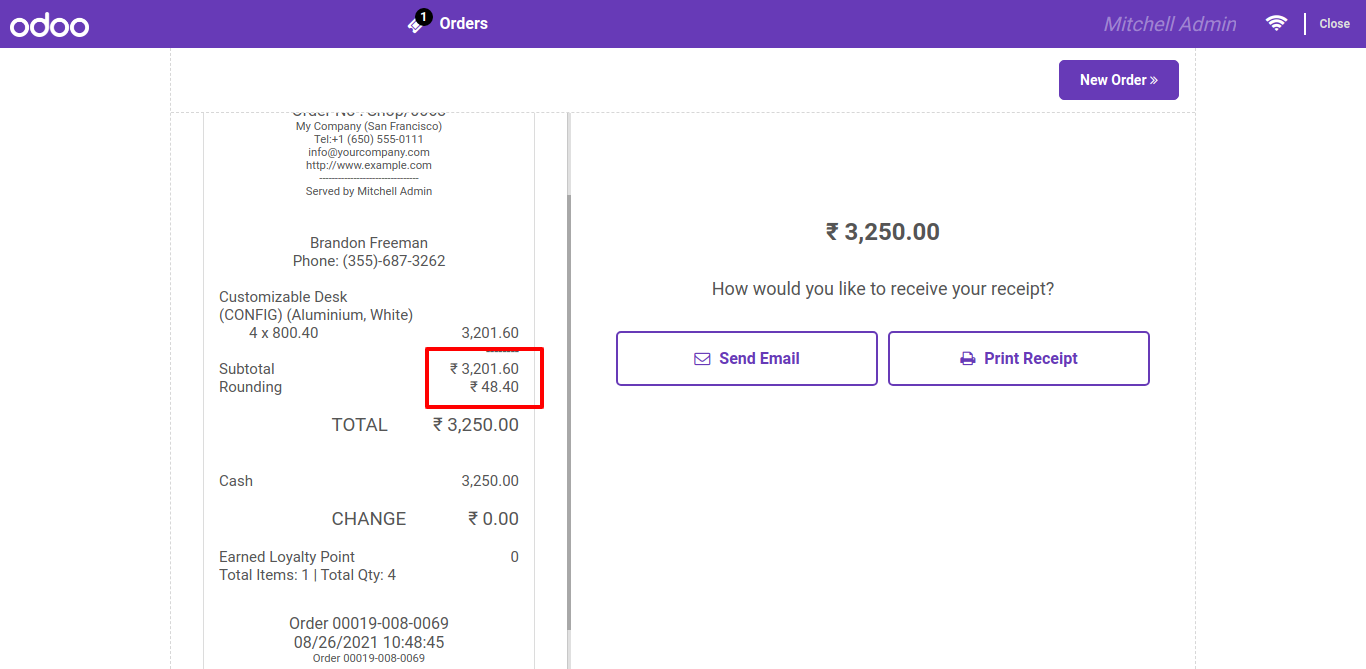 odoo
1 Orders
Mitchell Admin
Close
New Order »
My Company (San Francisco)
Tel:+1 (650) 555-0111
info@yourcompany.com
http://www.example.com
--------------------------------
Served by Mitchell Admin
Brandon Freeman
Phone: (355)-687-3262
Customizable Desk
(CONFIG) (Aluminium, White)
4 x 800.40 3,201.60
Subtotal ₹ 3,201.60
Rounding ₹ 48.40
TOTAL ₹ 3,250.00
Cash 3,250.00
CHANGE ₹ 0.00
Earned Loyalty Point 0
Total Items: 1 | Total Qty: 4
Order 00019-008-0069
08/26/2021 10:48:45
Order 00019-008-0069
₹ 3,250.00
How would you like to receive your receipt?
Send Email
Print Receipt